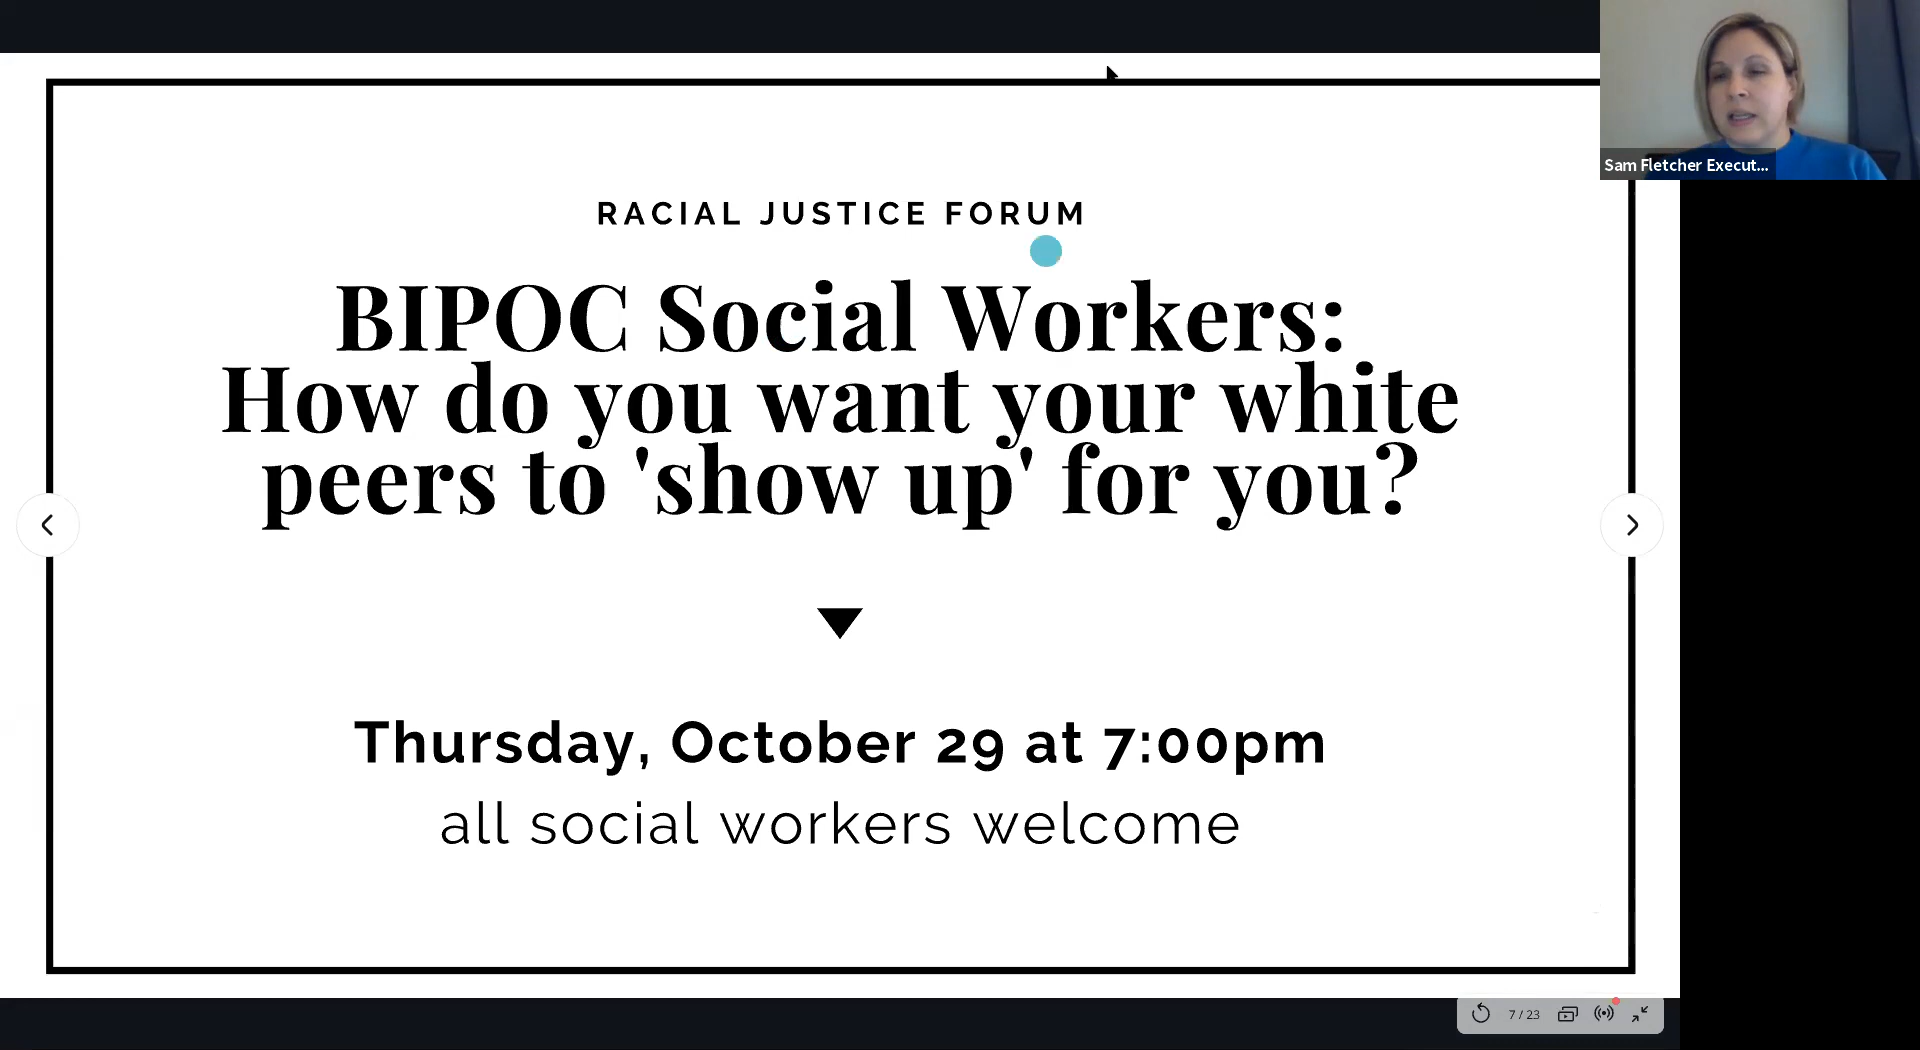 RACIAL JUSTICE FORUM
BIPOC Social Workers:
How do you want your white
peers to 'show up' for you?
Thursday, October 29 at 7:00pm
all social workers welcome
Sam Fletcher Execut...
7 / 23